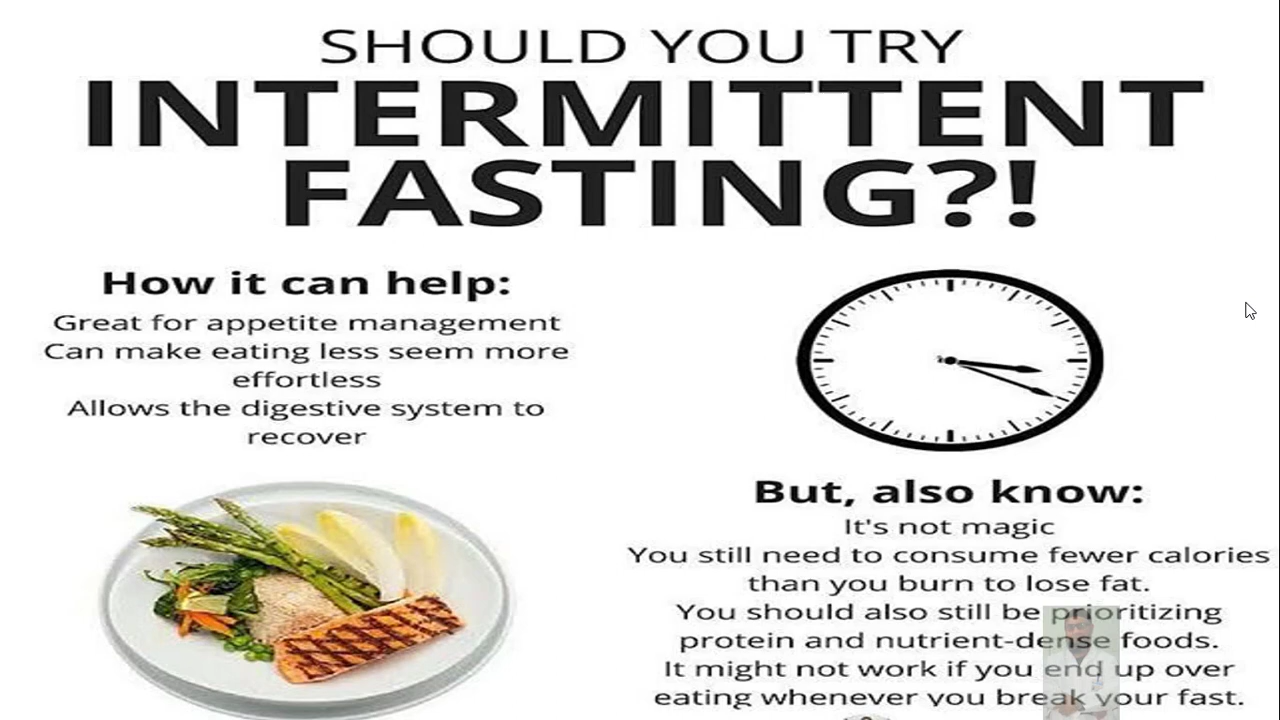 SHOULD YOU TRY
INTERMITTENT
FASTING?!
How it can help:
Great for appetite management
Can make eating less seem more
effortless
Allows the digestive system to
recover
But, also know:
It's not magic
You still need to consume fewer calories
than you burn to lose fat.
You should also still be prioritizing
protein and nutrient-dense foods.
It might not work if you end up over
eating whenever you break your fast.